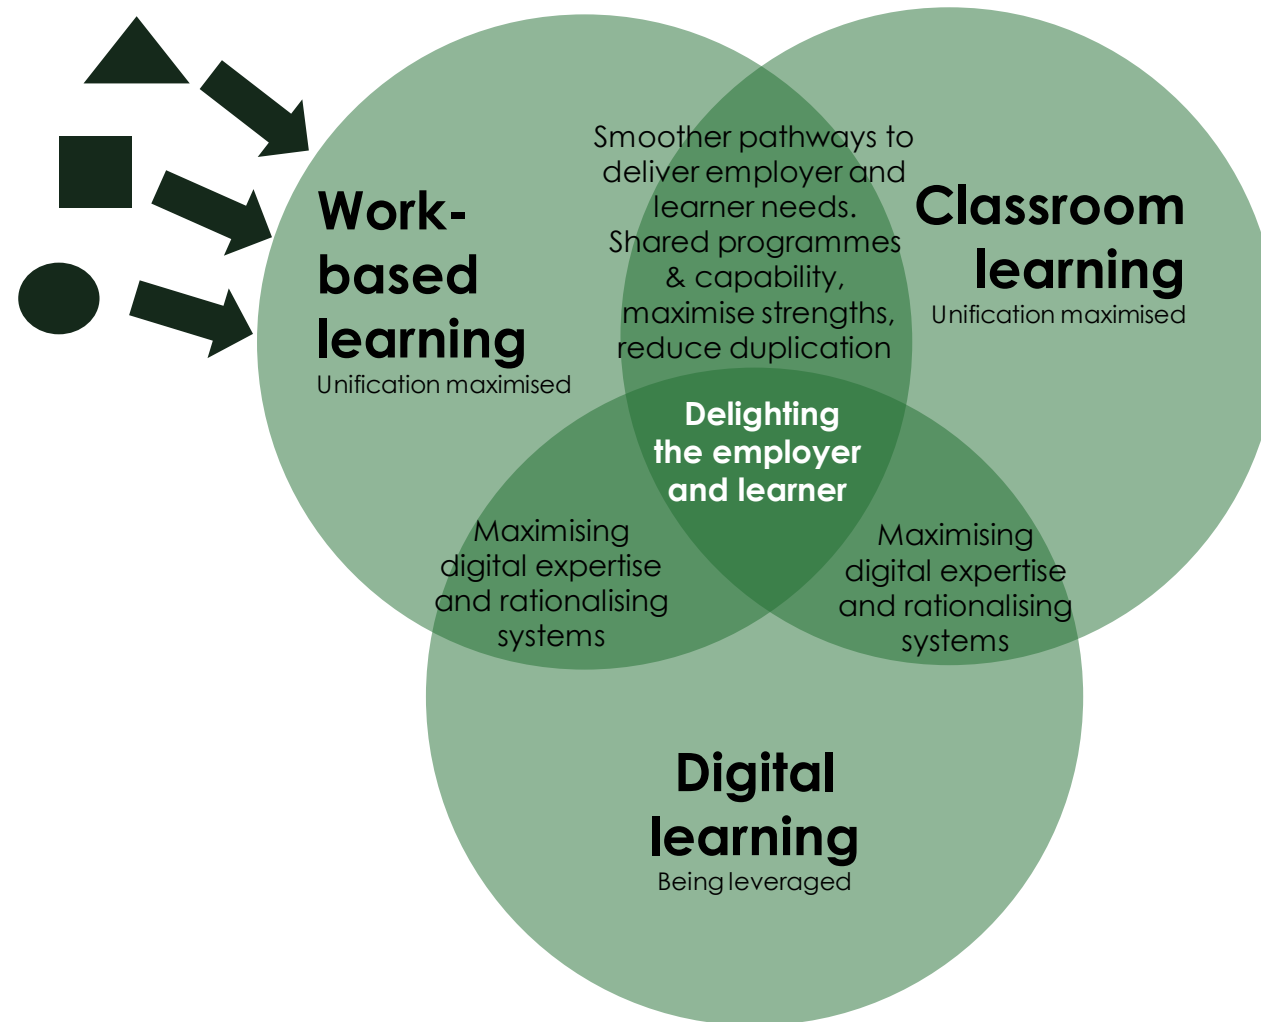 Work-
based
learning
Unification maximised
Smoother pathways to
deliver employer and
learner needs.
Shared programmes
& capability,
maximise strengths,
reduce duplication
Classroom
learning
Unification maximised
Delighting
the employer
and learner
Maximising
digital expertise
and rationalising
systems
Maximising
digital expertise
and rationalising
systems
Digital
learning
Being leveraged